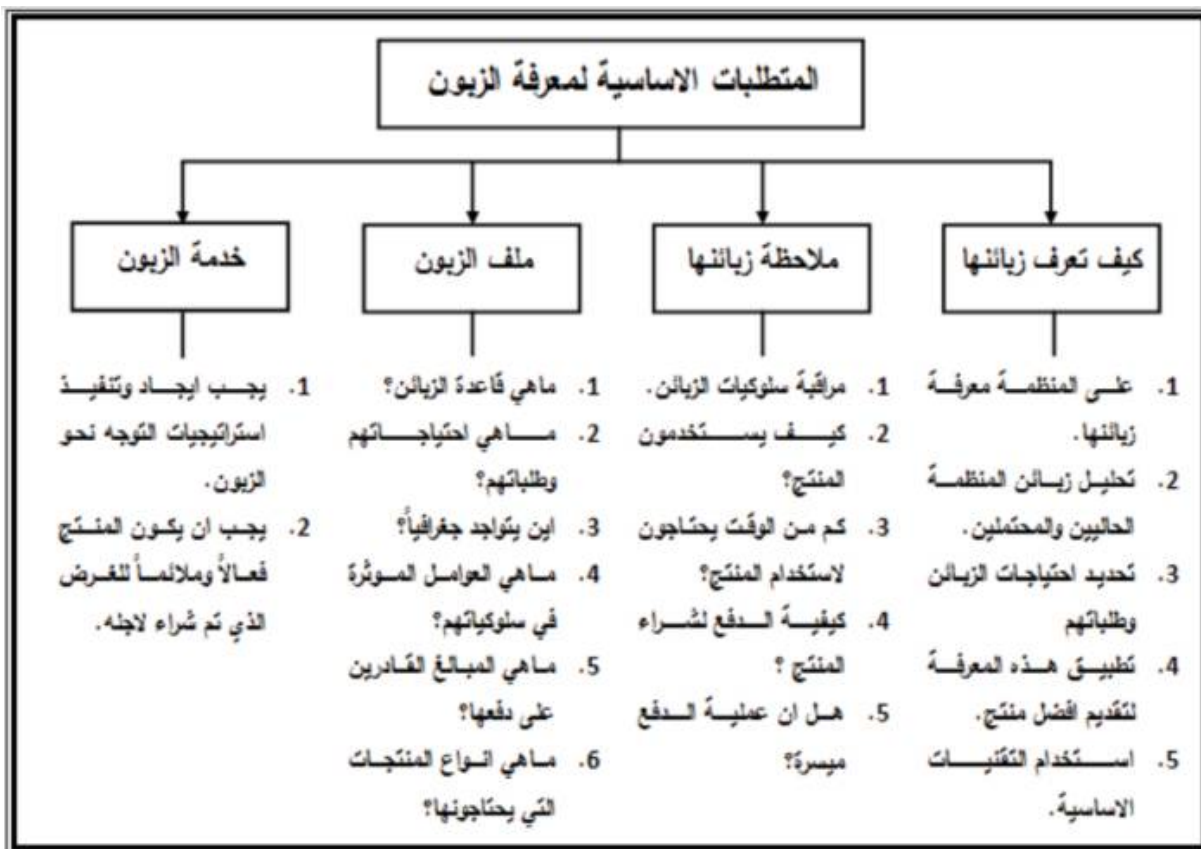 المتطلبات الاساسية لمعرفة الزبون
كيف تعرف زبائنها
1. على المنظمة معرفة
زبائنها.
2. تحليل زبائن المنظمة
الحاليين والمحتملين.
3. تحديد احتياجات الزبائن
وطلباتهم
4. تطبيق هذه المعرفة
لتقديم افضل منتج.
5. استخدام التقنيات
الاساسية.
ملاحظة زبائنها
1. مراقبة سلوكيات الزبائن.
2. كيف يستخدمون
المنتج؟
3. كم من الوقت يحتاجون
لاستخدام المنتج؟
4. كيفية الدفع لشراء
المنتج ؟
5. هل ان عملية الدفع
ميسرة؟
ملف الزبون
1. ماهي قاعدة الزبائن؟
2. ماهي احتياجاتهم
وطلباتهم؟
3. اين يتواجد جغرافياً؟
4. ماهي العوامل الموثرة
في سلوكياتهم؟
5. ماهي المبالغ القادرين
على دفعها؟
6. ماهي انواع المنتجات
التي يحتاجونها؟
خدمة الزبون
1. يجب ايجاد وتنفيذ
استراتيجيات التوجه نحو
الزبون.
2. يجب ان يكون المنتج
فعالاً وملائماً للغرض
الذي تم شراء لاجله.